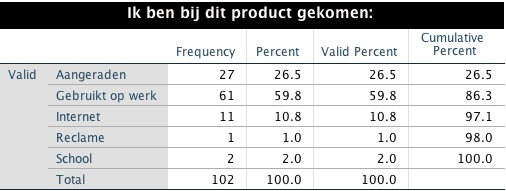 Ik ben bij dit product gekomen:
Frequency Percent Valid Percent Cumulative Percent
Valid Aangeraden 27 26.5 26.5 26.5
Gebruikt op werk 61 59.8 59.8 86.3
Internet 11 10.8 10.8 97.1
Reclame 1 1.0 1.0 98.0
School 2 2.0 2.0 100.0
Total 102 100.0 100.0